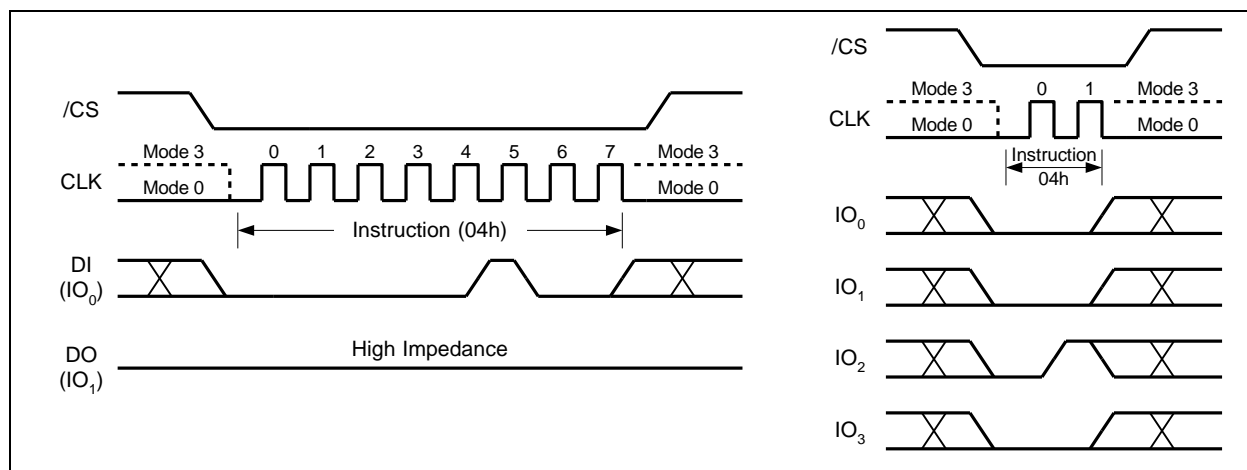 /CS
Mode 3
0
1
2
3
4
5
6
7
Mode 3
CLK
Mode 0
Mode 0
Instruction (04h)
DI
(IO0)
High Impedance
DO
(IO1)
/CS
Mode 3
0
1
Mode 3
CLK
Mode 0
Mode 0
Instruction
04h
IO0
IO1
IO2
IO3